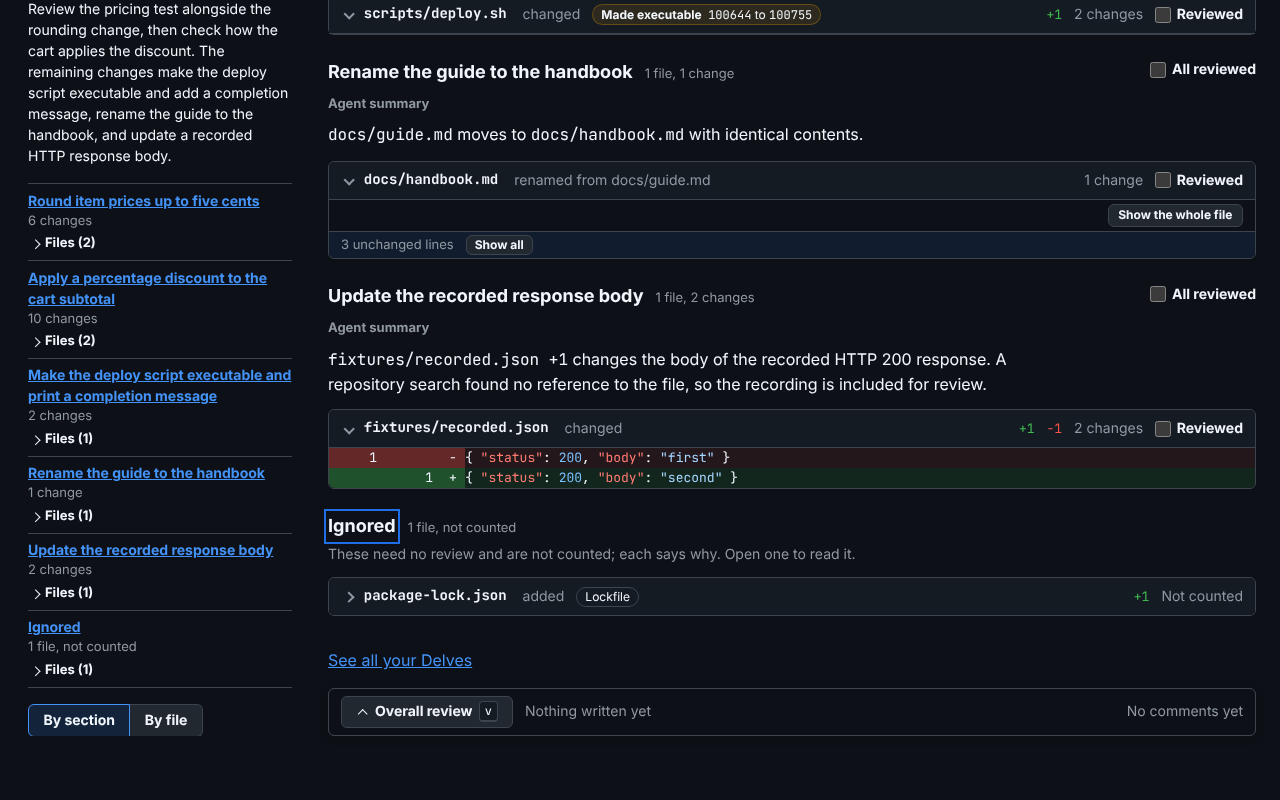 Review the pricing test alongside the
rounding change, then check how the
cart applies the discount. The
remaining changes make the deploy
script executable and add a completion
message, rename the guide to the
handbook, and update a recorded
HTTP response body.
Round item prices up to five cents
6 changes
Files (2)
Apply a percentage discount to the
cart subtotal
10 changes
Files (2)
Make the deploy script executable and
print a completion message
2 changes
Files (1)
Rename the guide to the handbook
1 change
Files (1)
Update the recorded response body
2 changes
Files (1)
Ignored
1 file, not counted
Files (1)
By section By file
scripts/deploy.sh changed Made executable 100644 to 100755 +1 2 changes Reviewed
Rename the guide to the handbook 1 file, 1 change All reviewed
Agent summary
docs/guide.md moves to docs/handbook.md with identical contents.
docs/handbook.md renamed from docs/guide.md 1 change Reviewed
Show the whole file
3 unchanged lines Show all
Update the recorded response body 1 file, 2 changes All reviewed
Agent summary
fixtures/recorded.json +1 changes the body of the recorded HTTP 200 response. A
repository search found no reference to the file, so the recording is included for review.
fixtures/recorded.json changed +1 -1 2 changes Reviewed
1 - { "status": 200, "body": "first" }
1 + { "status": 200, "body": "second" }
Ignored 1 file, not counted
These need no review and are not counted; each says why. Open one to read it.
package-lock.json added Lockfile +1 Not counted
See all your Delves
Overall review v Nothing written yet No comments yet